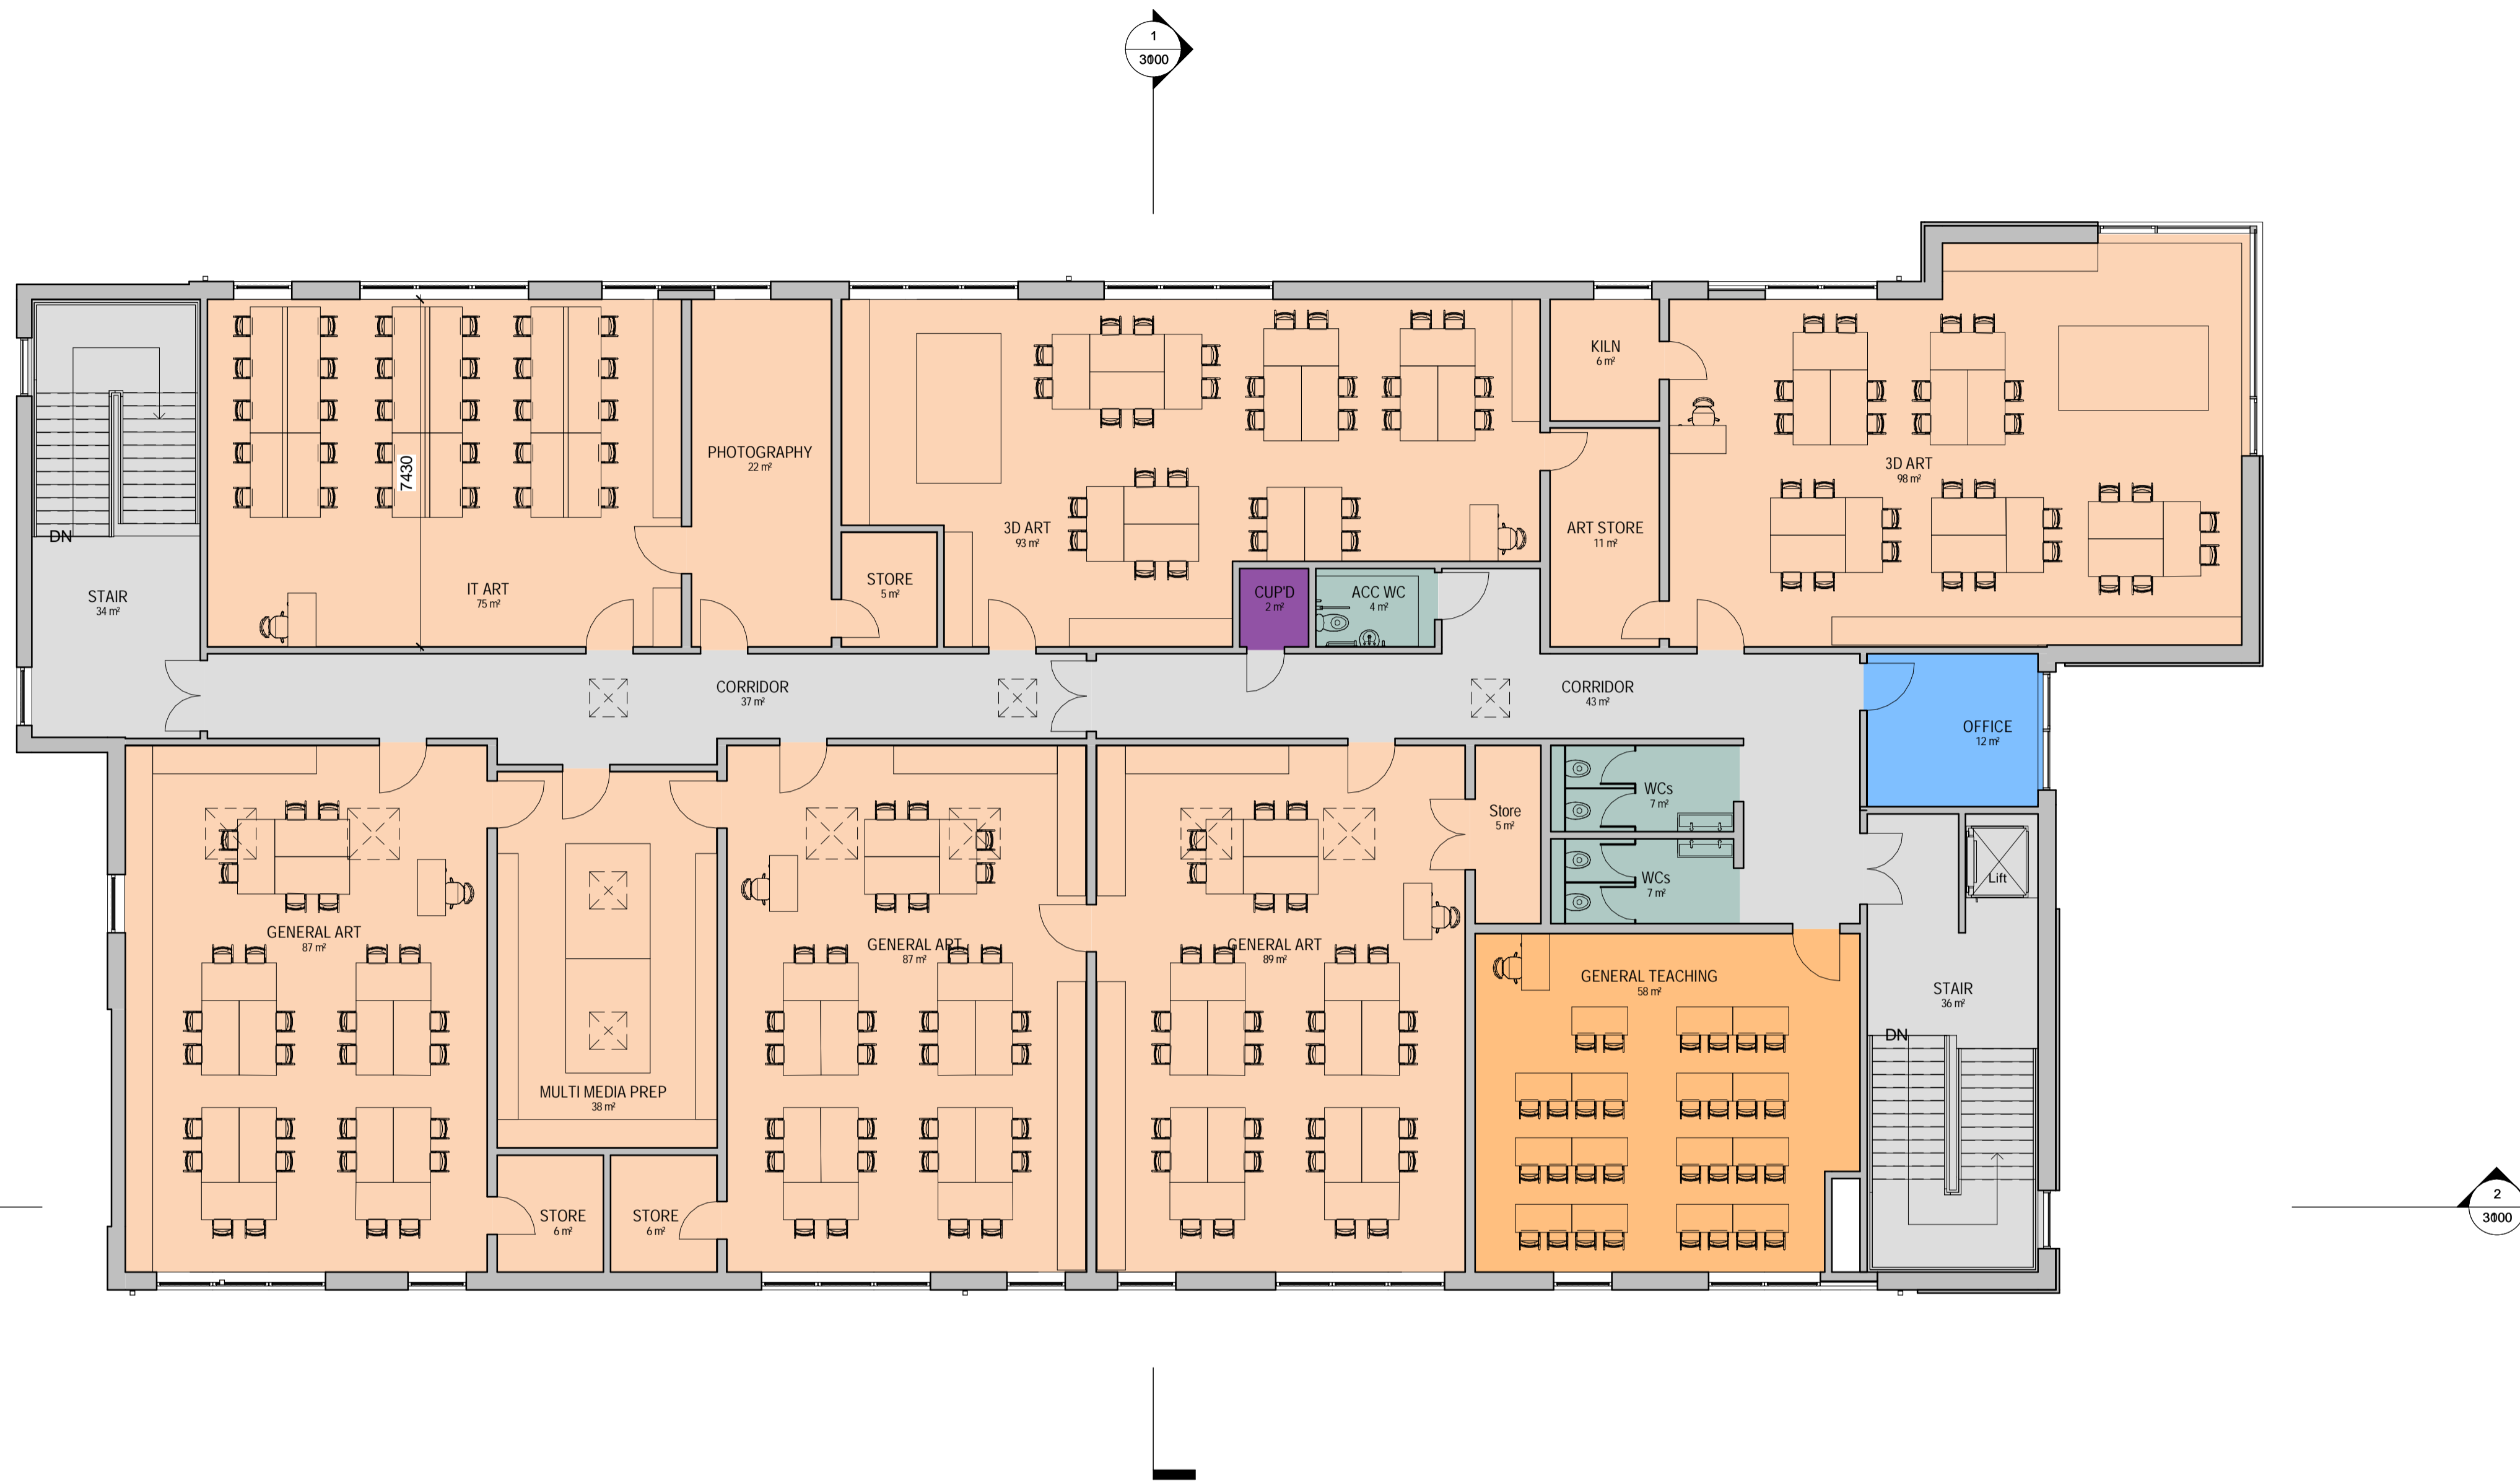 1
3100
KILN
6 m²
7430
PHOTOGRAPHY
22 m²
3D ART
98 m²
3D ART
93 m²
ART STORE
11 m²
DN
STORE
5 m²
IT ART
75 m²
STAIR
34 m²
CUP'D
2 m²
ACC WC
4 m²
CORRIDOR
37 m²
CORRIDOR
43 m²
OFFICE
12 m²
WCs
7 m²
Store
5 m²
WCs
7 m²
Lift
GENERAL ART
87 m²
GENERAL ART
87 m²
GENERAL ART
89 m²
GENERAL TEACHING
58 m²
STAIR
36 m²
DN
MULTI MEDIA PREP
38 m²
STORE
6 m²
STORE
6 m²
2
3100